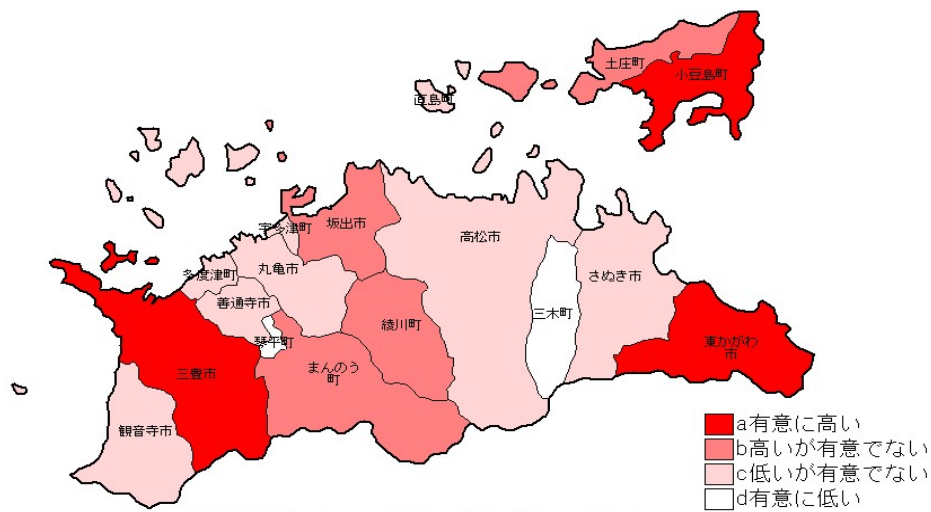 土庄町
小豆島町
直島町
宇多津町
坂出市
高松市
多度津町
丸亀市
さぬき市
善通寺市
綾川町
三木町
琴平町
東かがわ
市
まんのう
町
三豊市
観音寺市
a有意に高い
b高いが有意でない
c低いが有意でない
d有意に低い